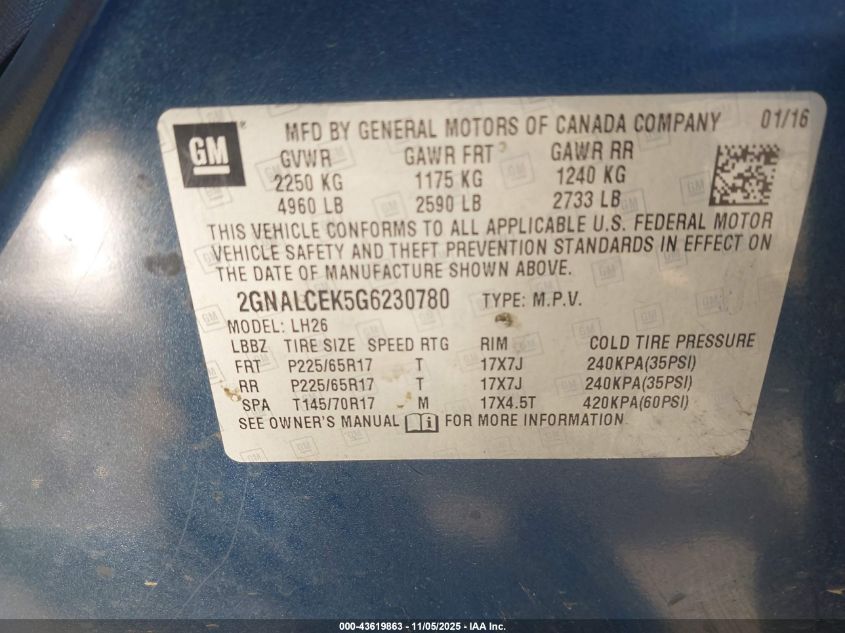 GM ® MFD BY GENERAL MOTORS OF CANADA COMPANY 01/16
GVWR GAWR FRT GAWR RR
2250 KG 1175 KG 1240 KG
4960 LB 2590 LB 2733 LB
THIS VEHICLE CONFORMS TO ALL APPLICABLE U.S. FEDERAL MOTOR
VEHICLE SAFETY AND THEFT PREVENTION STANDARDS IN EFFECT ON
THE DATE OF MANUFACTURE SHOWN ABOVE.
2GNALCEK5G6230780 TYPE: M.P.V.
MODEL: LH26
LBBZ TIRE SIZE SPEED RTG RIM COLD TIRE PRESSURE
FRT P225/65R17 T 17X7J 240KPA(35PSI)
RR P225/65R17 T 17X7J 240KPA(35PSI)
SPA T145/70R17 M 17X4.5T 420KPA(60PSI)
SEE OWNER'S MANUAL i FOR MORE INFORMATION
000-43619863 - 11/05/2025 - IAA Inc.